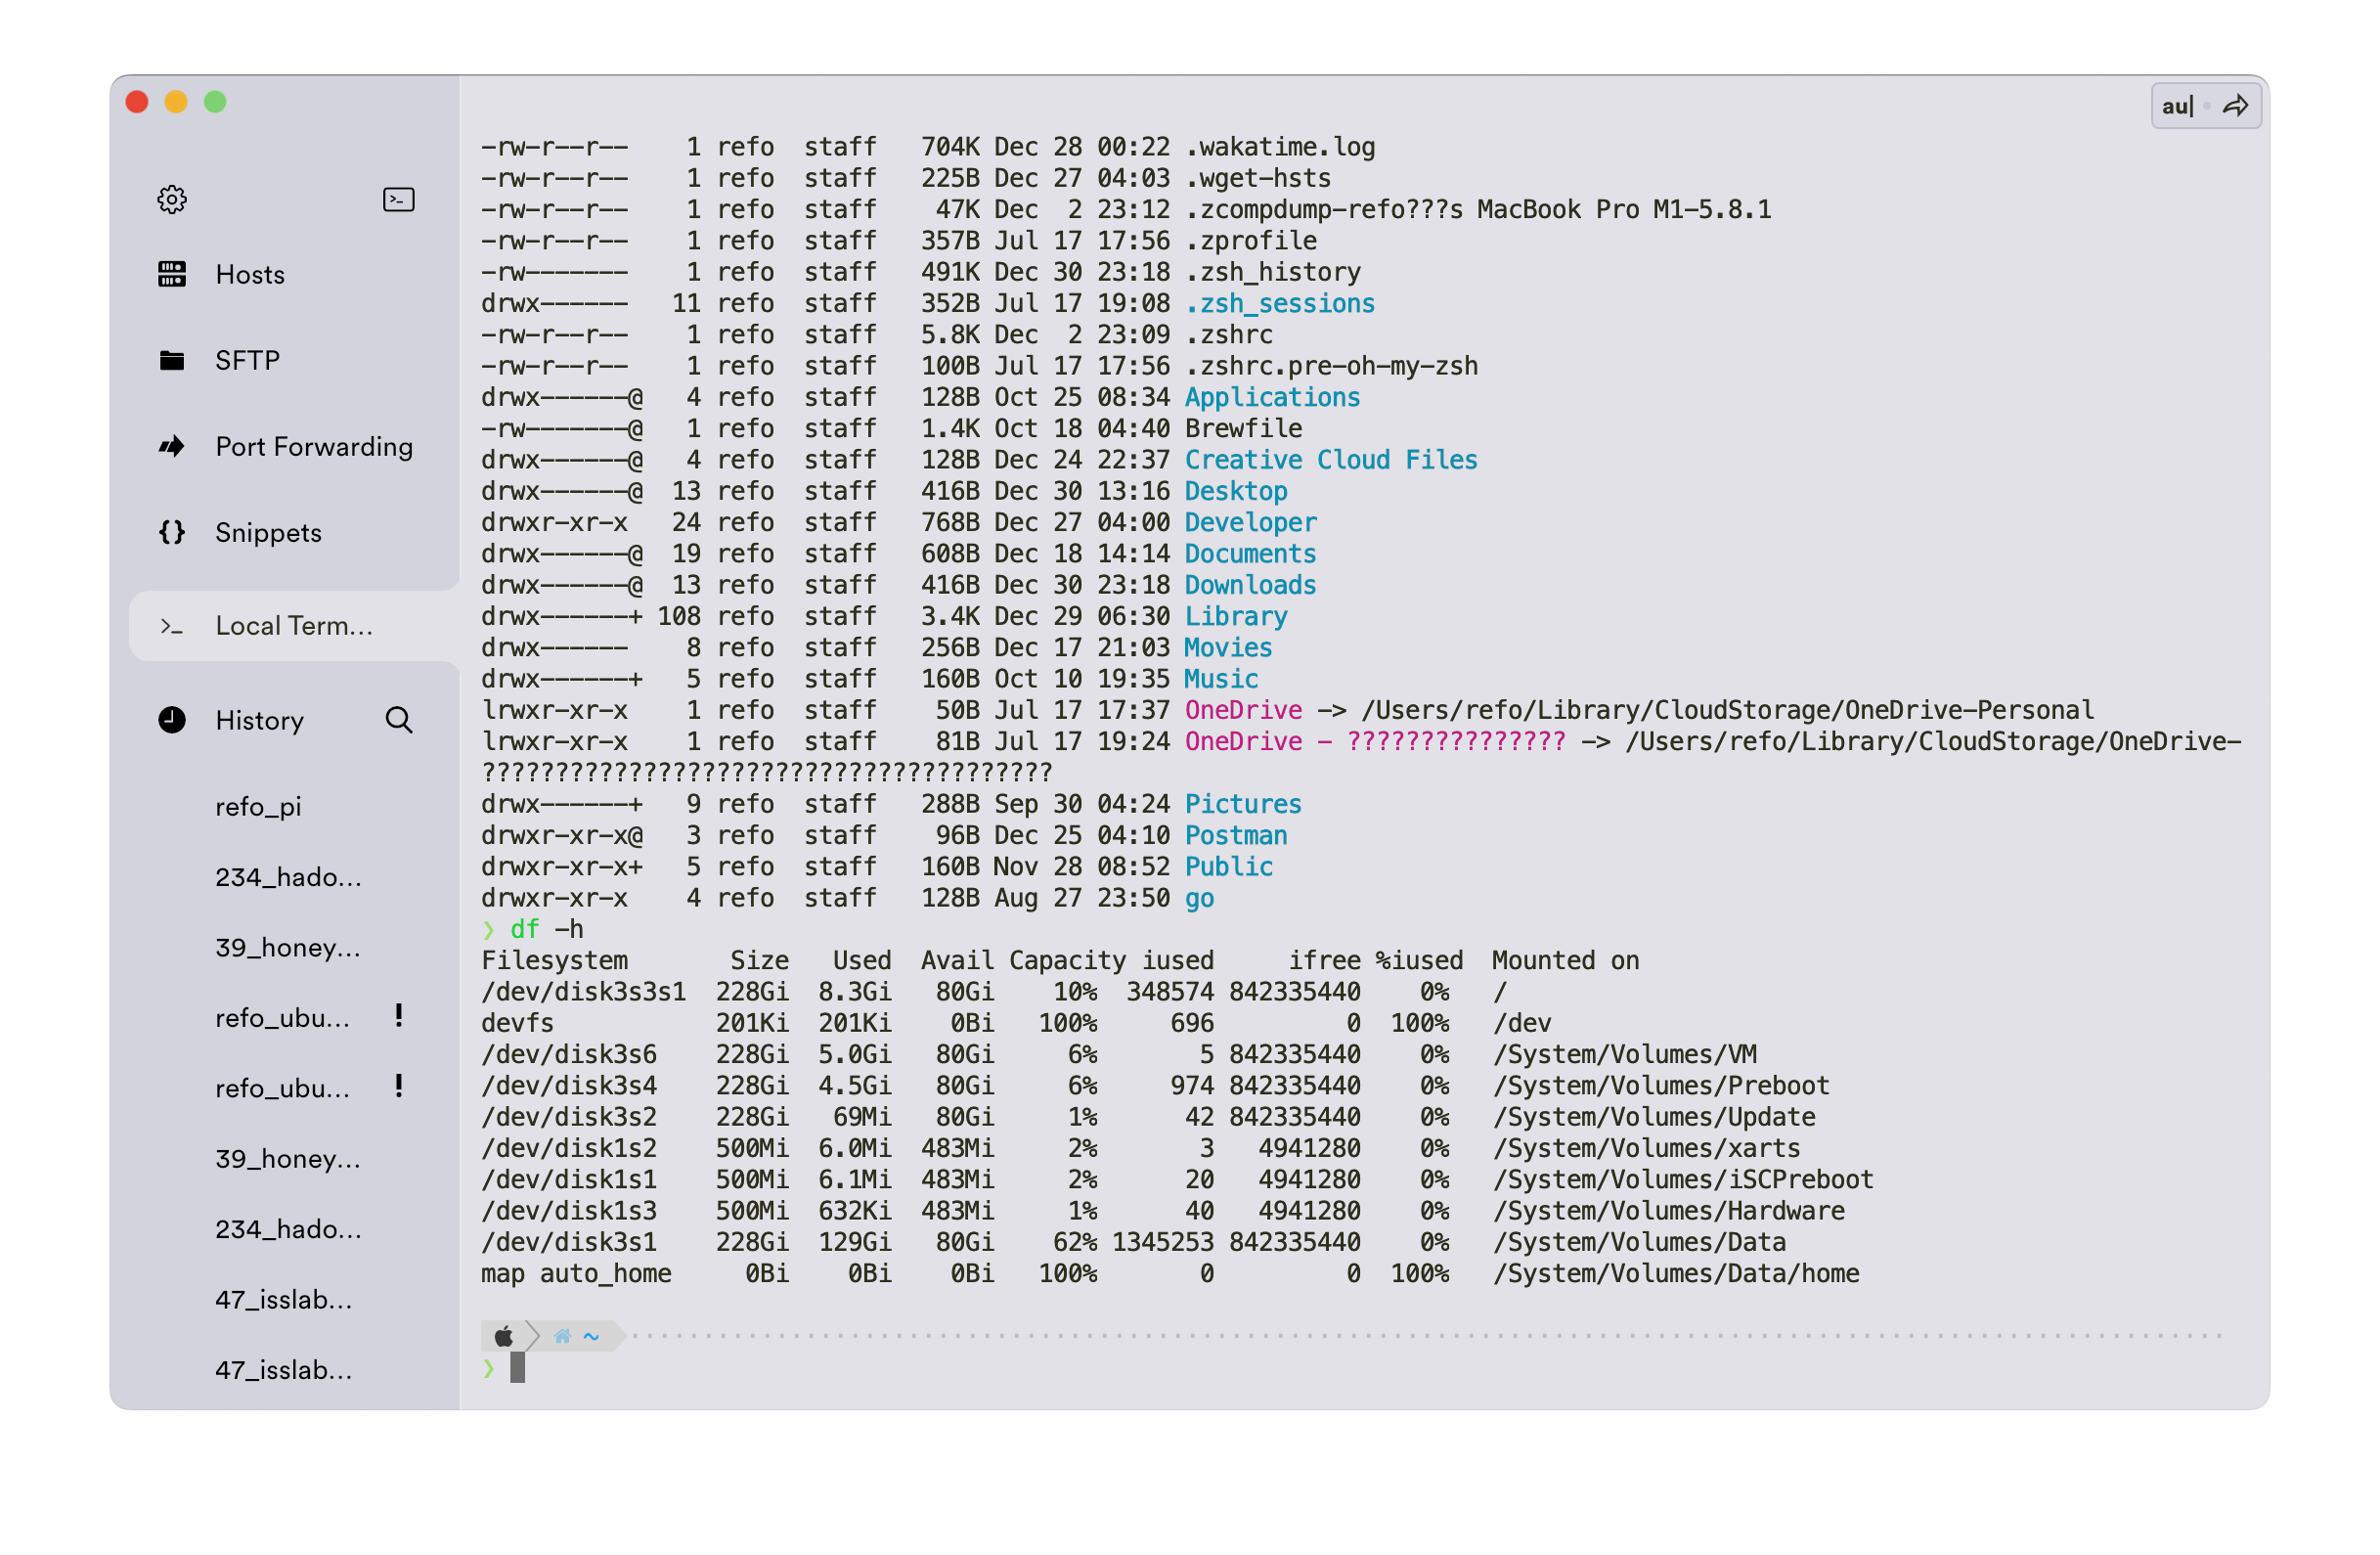 au|
Hosts
SFTP
Port Forwarding
Snippets
Local Term...
History
refo_pi
234_hado...
39_honey...
refo_ubu... !
refo_ubu... !
39_honey...
234_hado...
47_isslab...
47_isslab...
-rw-r--r--   1 refo  staff   704K Dec 28 00:22 .wakatime.log
-rw-r--r--   1 refo  staff   225B Dec 27 04:03 .wget-hsts
-rw-r--r--   1 refo  staff    47K Dec  2 23:12 .zcompdump-refo???s MacBook Pro M1-5.8.1
-rw-r--r--   1 refo  staff   357B Jul 17 17:56 .zprofile
-rw-------   1 refo  staff   491K Dec 30 23:18 .zsh_history
drwx------  11 refo  staff   352B Jul 17 19:08 .zsh_sessions
-rw-r--r--   1 refo  staff   5.8K Dec  2 23:09 .zshrc
-rw-r--r--   1 refo  staff   100B Jul 17 17:56 .zshrc.pre-oh-my-zsh
drwx------@  4 refo  staff   128B Oct 25 08:34 Applications
-rw-------@  1 refo  staff   1.4K Oct 18 04:40 Brewfile
drwx------@  4 refo  staff   128B Dec 24 22:37 Creative Cloud Files
drwx------@ 13 refo  staff   416B Dec 30 13:16 Desktop
drwxr-xr-x  24 refo  staff   768B Dec 27 04:00 Developer
drwx------@ 19 refo  staff   608B Dec 18 14:14 Documents
drwx------@ 13 refo  staff   416B Dec 30 23:18 Downloads
drwx------+ 108 refo  staff   3.4K Dec 29 06:30 Library
drwx------   8 refo  staff   256B Dec 17 21:03 Movies
drwx------+  5 refo  staff   160B Oct 10 19:35 Music
lrwxr-xr-x   1 refo  staff    50B Jul 17 17:37 OneDrive -> /Users/refo/Library/CloudStorage/OneDrive-Personal
lrwxr-xr-x   1 refo  staff    81B Jul 17 19:24 OneDrive - ??????????????? -> /Users/refo/Library/CloudStorage/OneDrive-
???????????????????????????????????????
drwx------+  9 refo  staff   288B Sep 30 04:24 Pictures
drwxr-xr-x@  3 refo  staff    96B Dec 25 04:10 Postman
drwxr-xr-x+  5 refo  staff   160B Nov 28 08:52 Public
drwxr-xr-x   4 refo  staff   128B Aug 27 23:50 go
❯ df -h
Filesystem       Size   Used  Avail Capacity iused     ifree %iused  Mounted on
/dev/disk3s3s1  228Gi  8.3Gi   80Gi    10%  348574 842335440    0%   /
devfs           201Ki  201Ki    0Bi   100%     696         0  100%   /dev
/dev/disk3s6    228Gi  5.0Gi   80Gi     6%       5 842335440    0%   /System/Volumes/VM
/dev/disk3s4    228Gi  4.5Gi   80Gi     6%     974 842335440    0%   /System/Volumes/Preboot
/dev/disk3s2    228Gi   69Mi   80Gi     1%      42 842335440    0%   /System/Volumes/Update
/dev/disk1s2    500Mi  6.0Mi  483Mi     2%       3   4941280    0%   /System/Volumes/xarts
/dev/disk1s1    500Mi  6.1Mi  483Mi     2%      20   4941280    0%   /System/Volumes/iSCPreboot
/dev/disk1s3    500Mi  632Ki  483Mi     1%      40   4941280    0%   /System/Volumes/Hardware
/dev/disk3s1    228Gi  129Gi   80Gi    62% 1345253 842335440    0%   /System/Volumes/Data
map auto_home     0Bi    0Bi    0Bi   100%       0         0  100%   /System/Volumes/Data/home
~
❯